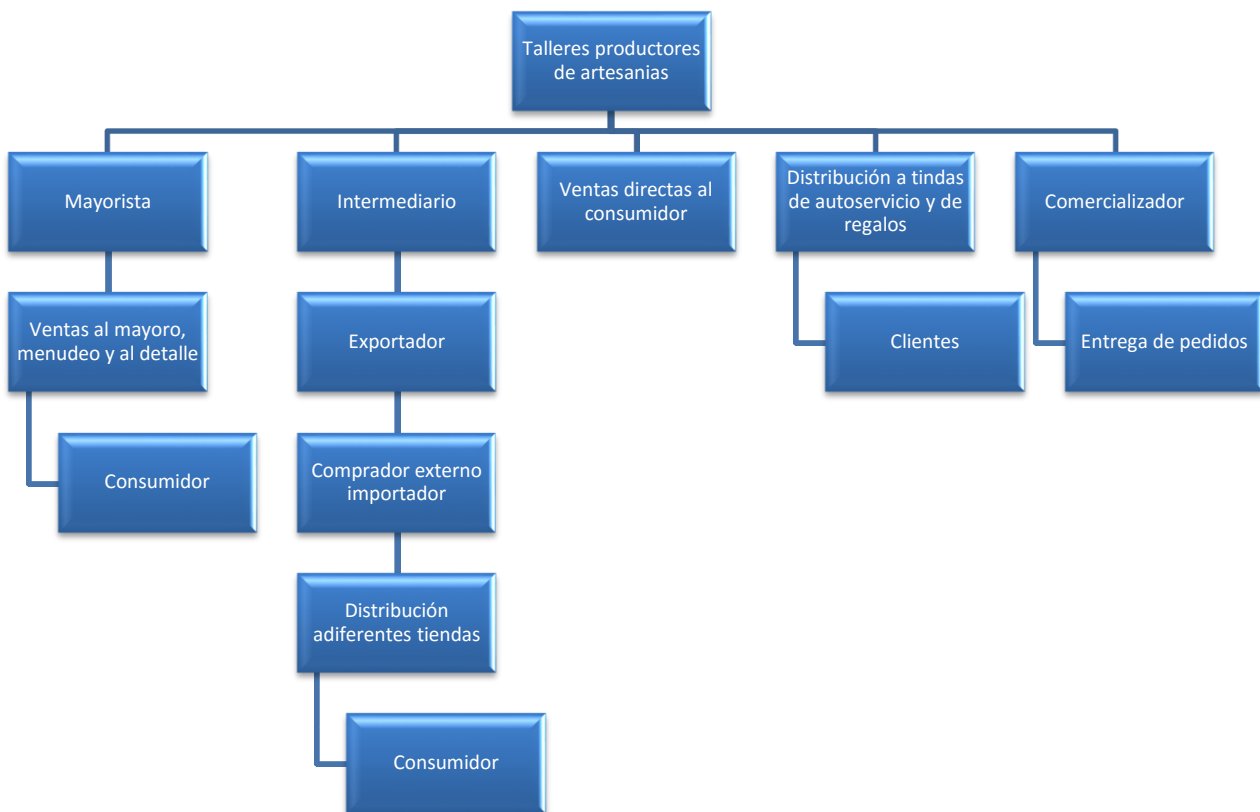 Talleres productores
de artesanias
Mayorista
Intermediario
Ventas directas al
consumidor
Distribución a tindas
de autoservicio y de
regalos
Comercializador
Ventas al mayoro,
menudeo y al detalle
Exportador
Clientes
Entrega de pedidos
Consumidor
Comprador externo
importador
Distribución
adiferentes tiendas
Consumidor